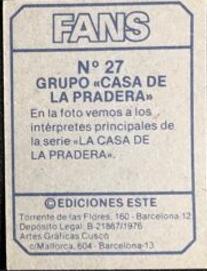 FANS
Nº 27
GRUPO «CASA DE
LA PRADERA»
En la foto vemos a los
intérpretes principales de
la serie «LA CASA DE
LA PRADERA».
©EDICIONES ESTE
Torrente de las Flores, 160 - Barcelona-12
Depósito Legal: B-21867/1976
Artes Gráficas Cuscó
c/Mallorca, 604 - Barcelona-13